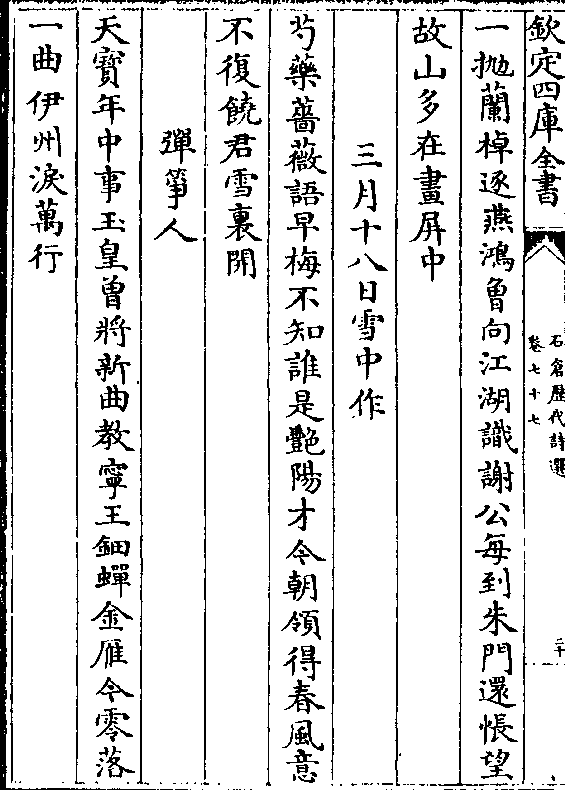 欽定四庫全書
石倉歷代詩選
卷七十七
二十
一抛蘭棹逐燕鴻曾向江湖識謝公每到朱門還悵望
故山多在畫屏中
三月十八日雪中作
芍藥薔薇語早梅不知誰是艷陽才今朝領得春風意
不復饒君雪裏開
彈箏人
天寶年中事玉皇曾將新曲教寧王鈿蟬金雁今零落
一曲伊州淚萬行